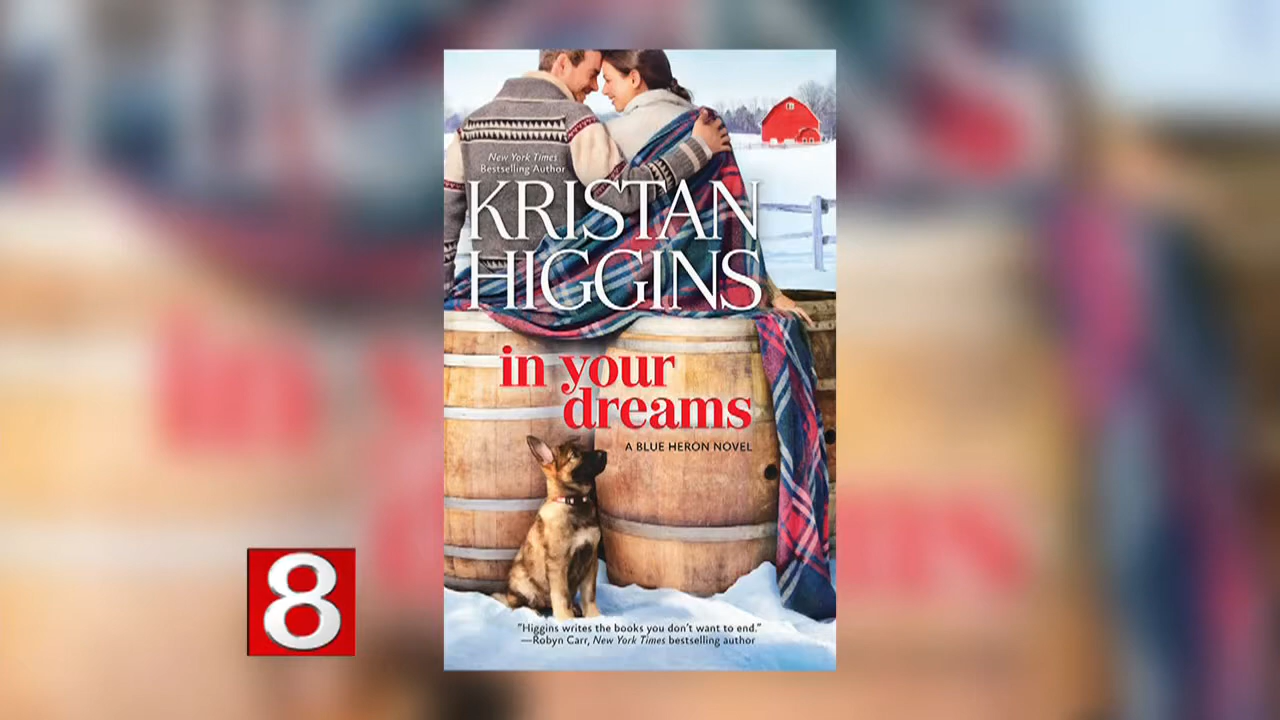 New York Times
Bestselling Author
KRISTAN
HIGGINS
in your
dreams
A BLUE HERON NOVEL
"Higgins writes the books you don't want to end."
—Robyn Carr, New York Times bestselling author
8